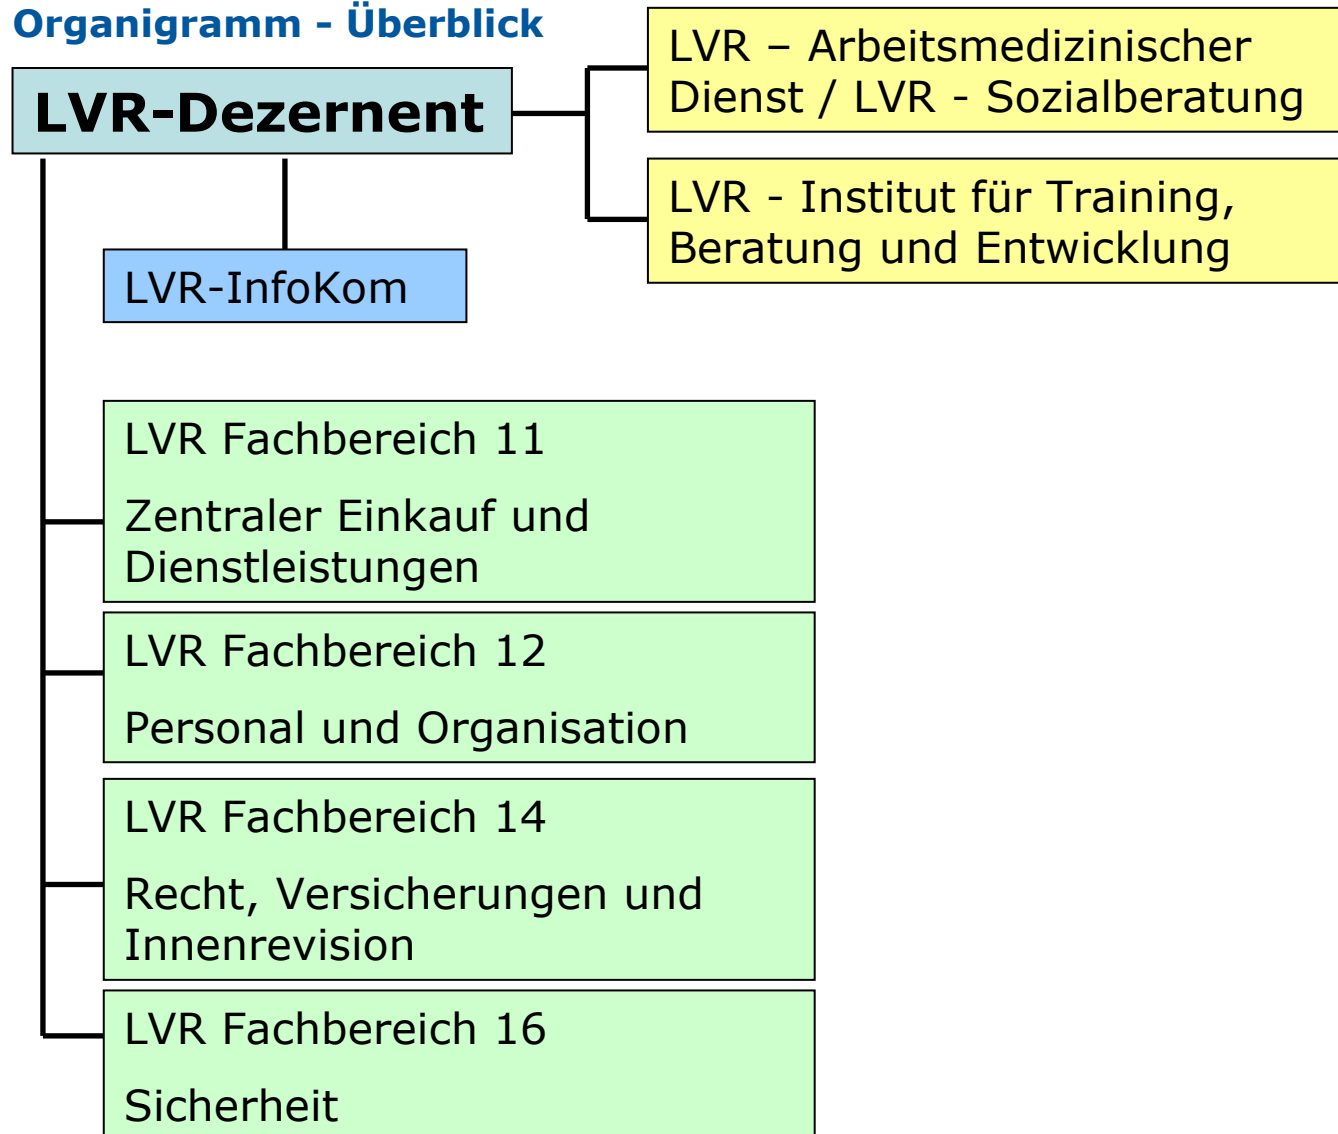 Organigramm - Überblick
LVR-Dezernent
LVR – Arbeitsmedizinischer
Dienst / LVR - Sozialberatung
LVR - Institut für Training,
Beratung und Entwicklung
LVR-InfoKom
LVR Fachbereich 11
Zentraler Einkauf und
Dienstleistungen
LVR Fachbereich 12
Personal und Organisation
LVR Fachbereich 14
Recht, Versicherungen und
Innenrevision
LVR Fachbereich 16
Sicherheit